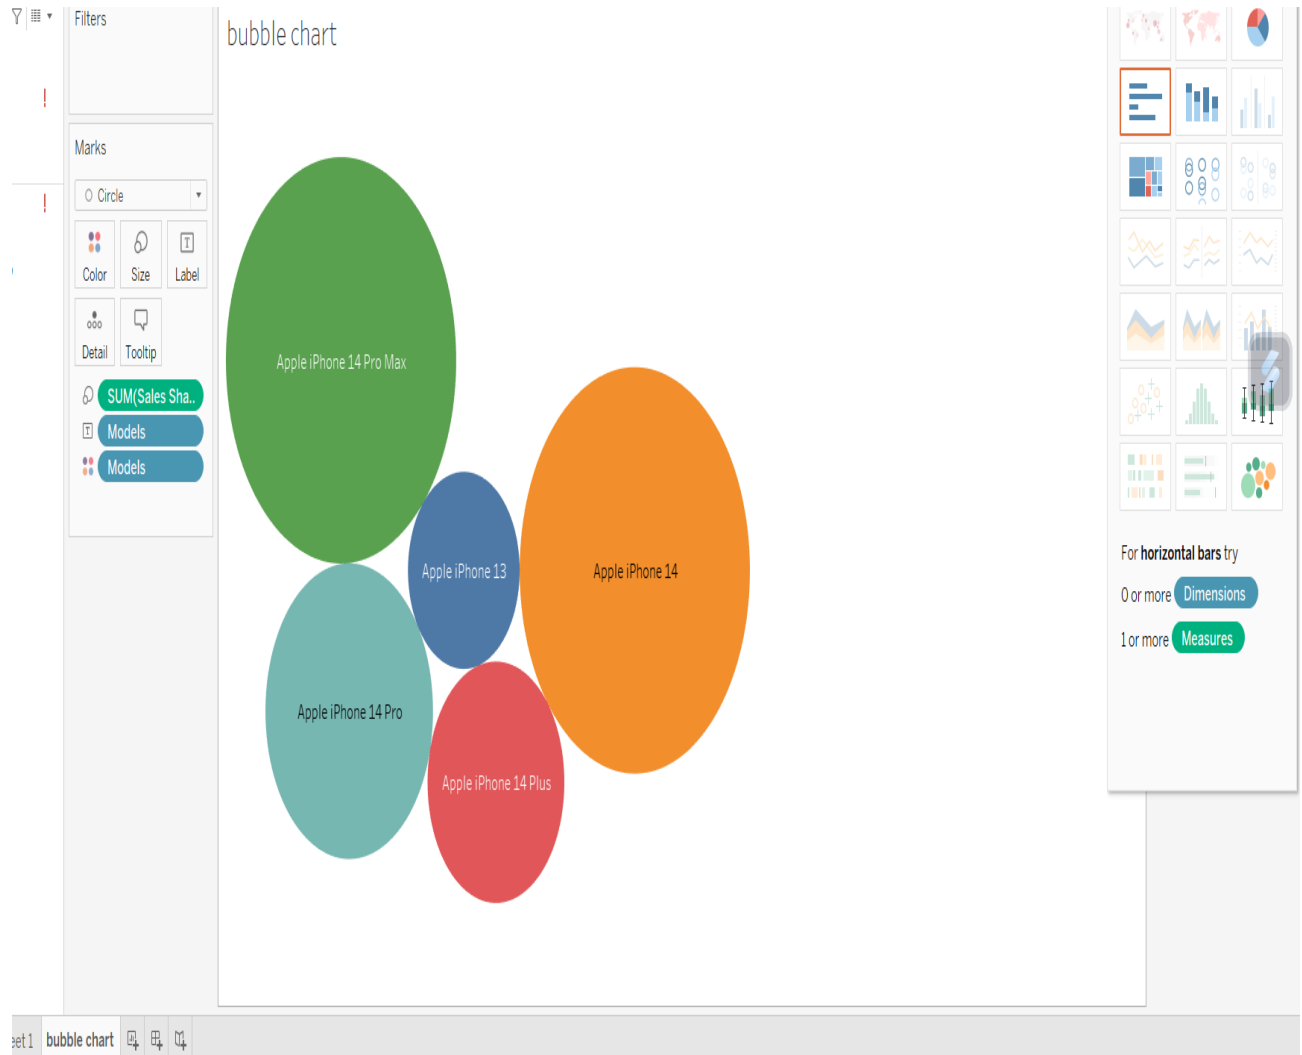 Filters
bubble chart
!
Marks
!
Circle
Color
Size
T
Label
Detail
Tooltip
SUM(Sales Sha..
T
Models
Models
Apple iPhone 14 Pro Max
Apple iPhone 13
Apple iPhone 14
Apple iPhone 14 Pro
Apple iPhone 14 Plus
For horizontal bars try
0 or more Dimensions
1 or more Measures
eet 1
bubble chart